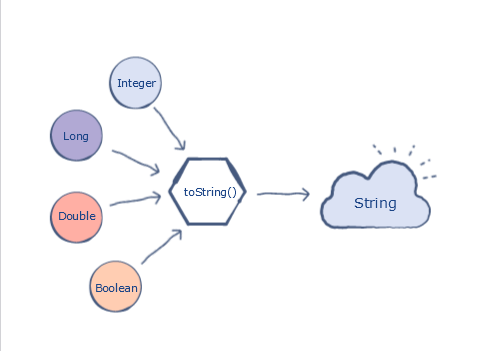 Integer
Long
Double
Boolean
toString()
String